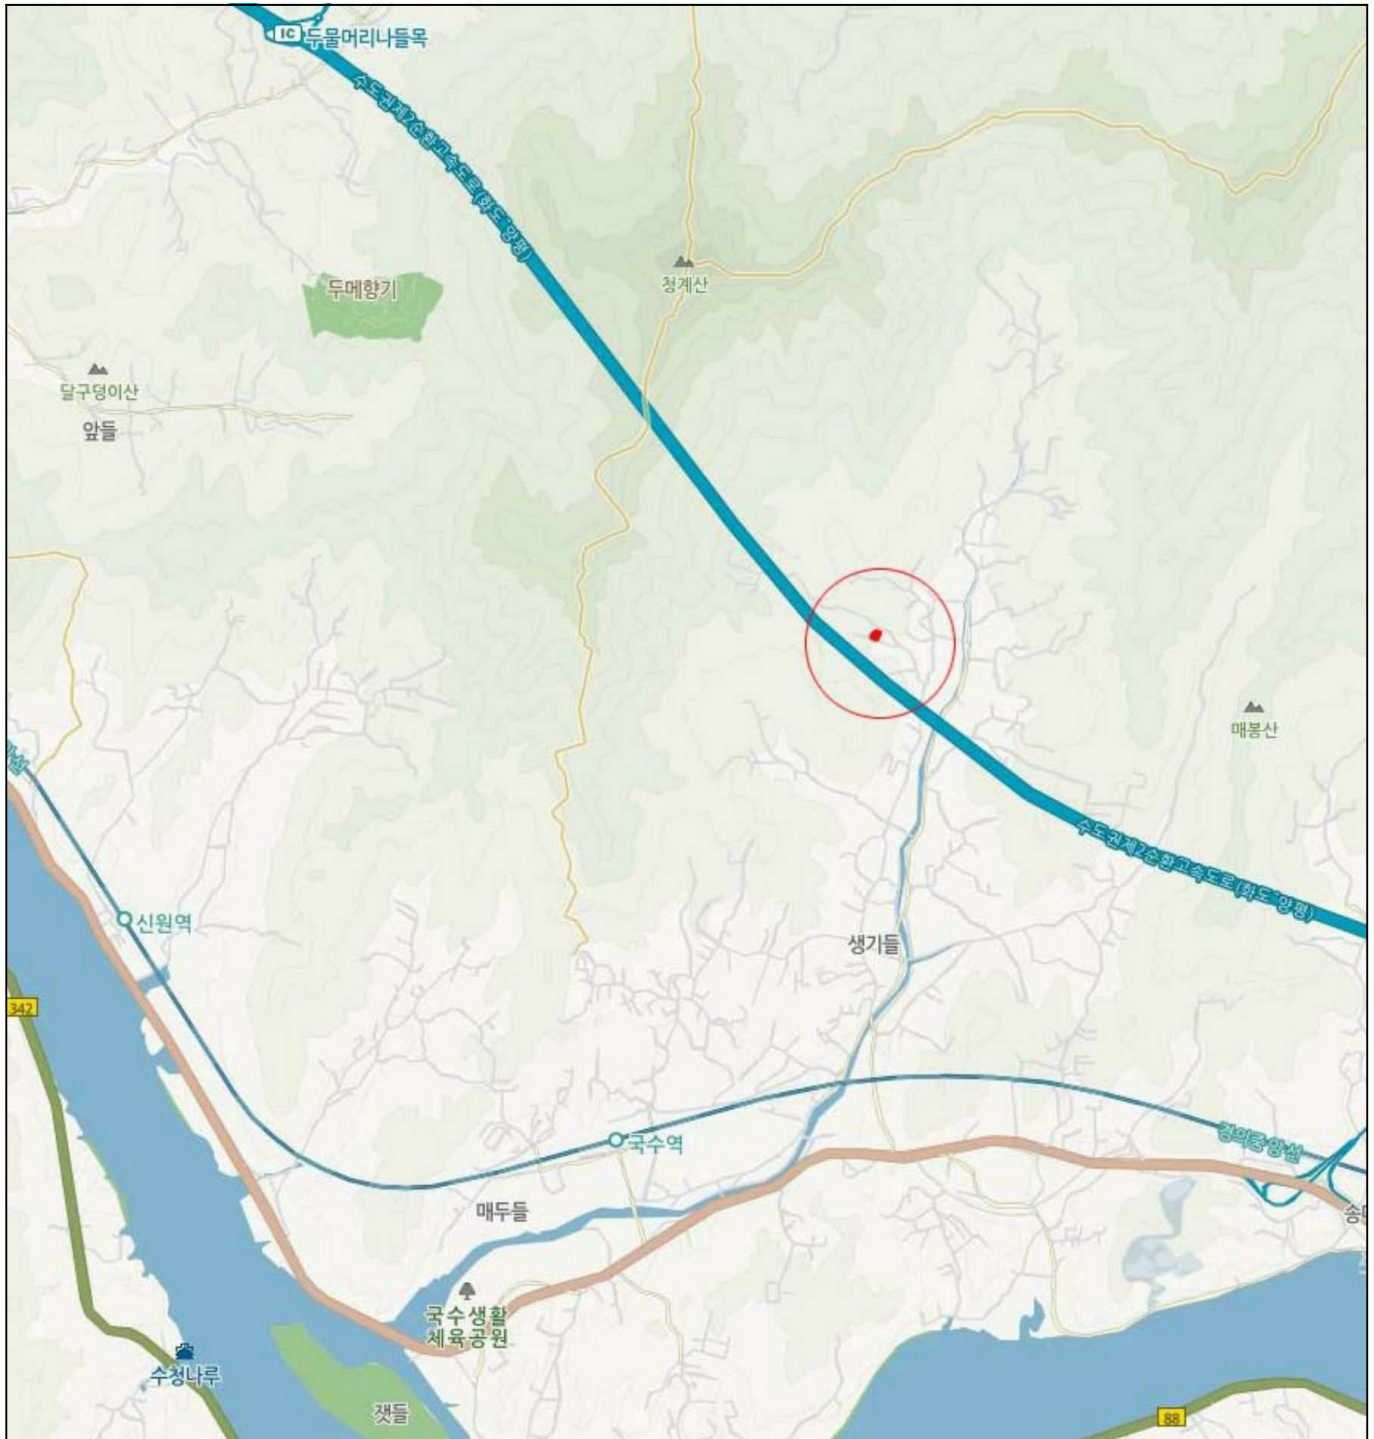 IC 두물머리나들목
수도권제2순환고속도로(화도-양평)
청계산
두메향기
달구덩이산
앞들
매봉산
수도권제2순환고속도로(화도-양평)
신원역
생기들
342
국수역
경의중앙선
매두들
국수생활
체육공원
수청나루
잿들
88